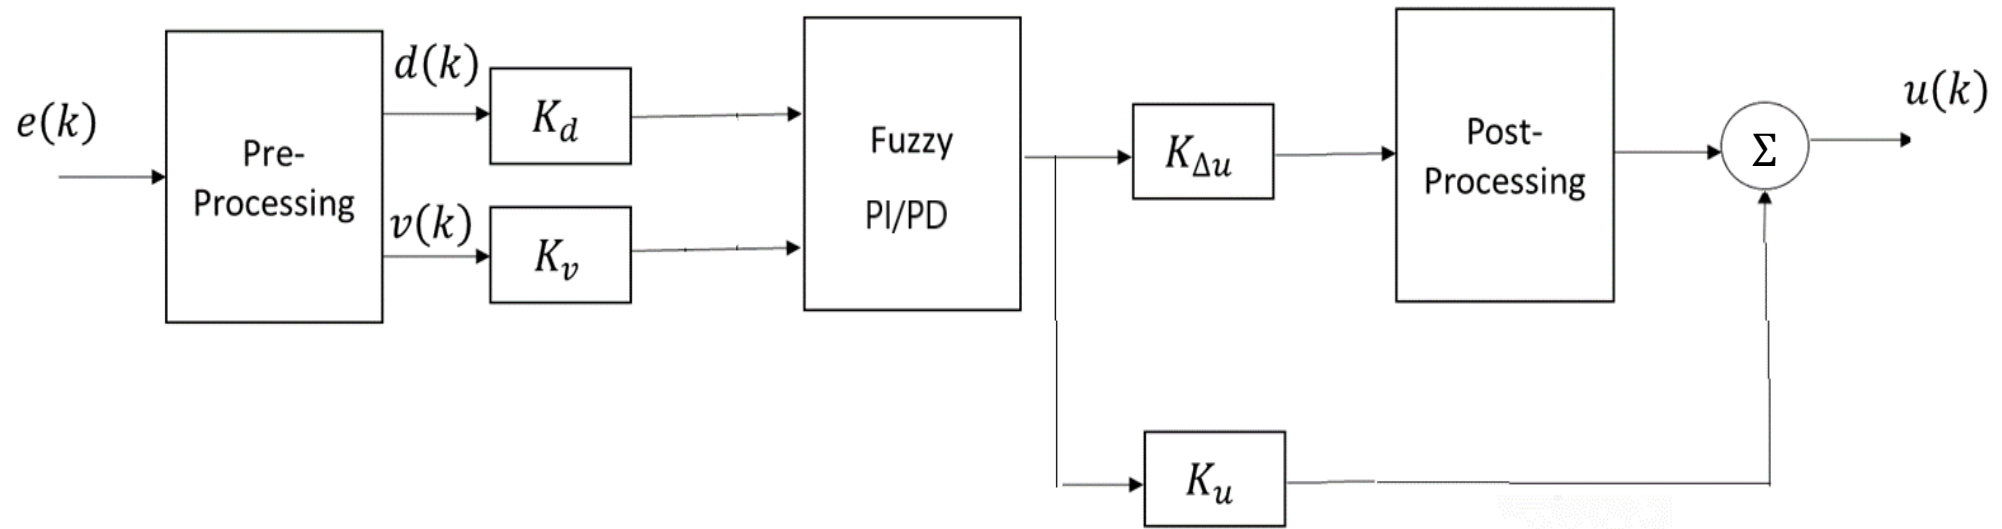 e(k)
Pre-
Processing
d(k)
K_d
v(k)
K_v
Fuzzy
PI/PD
K_Δu
Post-
Processing
Σ
u(k)
K_u